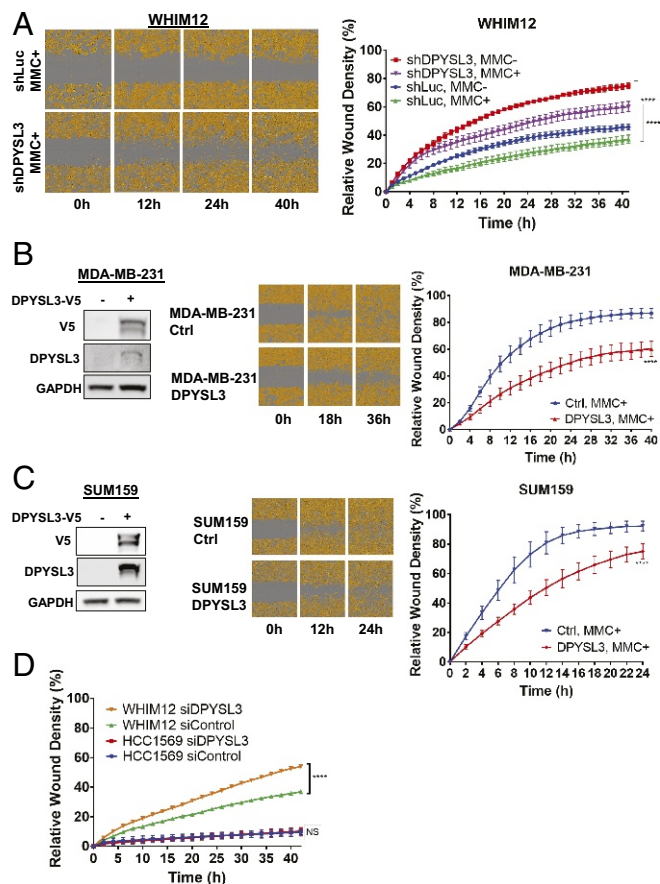 A
WHIM12
shLuc
MMC+
shDPYSL3
MMC+
0h 12h 24h 40h
WHIM12
Relative Wound Density (%)
100
80
60
40
20
0
shDPYSL3, MMC-
shDPYSL3, MMC+
shLuc, MMC-
shLuc, MMC+
****
****
0 4 8 12 16 20 24 28 32 36 40
Time (h)
B
MDA-MB-231
DPYSL3-V5 - +
V5
DPYSL3
GAPDH
MDA-MB-231
Ctrl
MDA-MB-231
DPYSL3
0h 18h 36h
MDA-MB-231
Relative Wound Density (%)
100
80
60
40
20
0
****
Ctrl, MMC+
DPYSL3, MMC+
0 4 8 12 16 20 24 28 32 36 40
Time (h)
C
SUM159
DPYSL3-V5 - +
V5
DPYSL3
GAPDH
SUM159
Ctrl
SUM159
DPYSL3
0h 12h 24h
SUM159
Relative Wound Density (%)
100
80
60
40
20
0
****
Ctrl, MMC+
DPYSL3, MMC+
0 2 4 6 8 10 12 14 16 18 20 22 24
Time (h)
D
Relative Wound Density (%)
100
80
60
40
20
0
WHIM12 siDPYSL3
WHIM12 siControl
HCC1569 siDPYSL3
HCC1569 siControl
****
NS
0 5 10 15 20 25 30 35 40
Time (h)